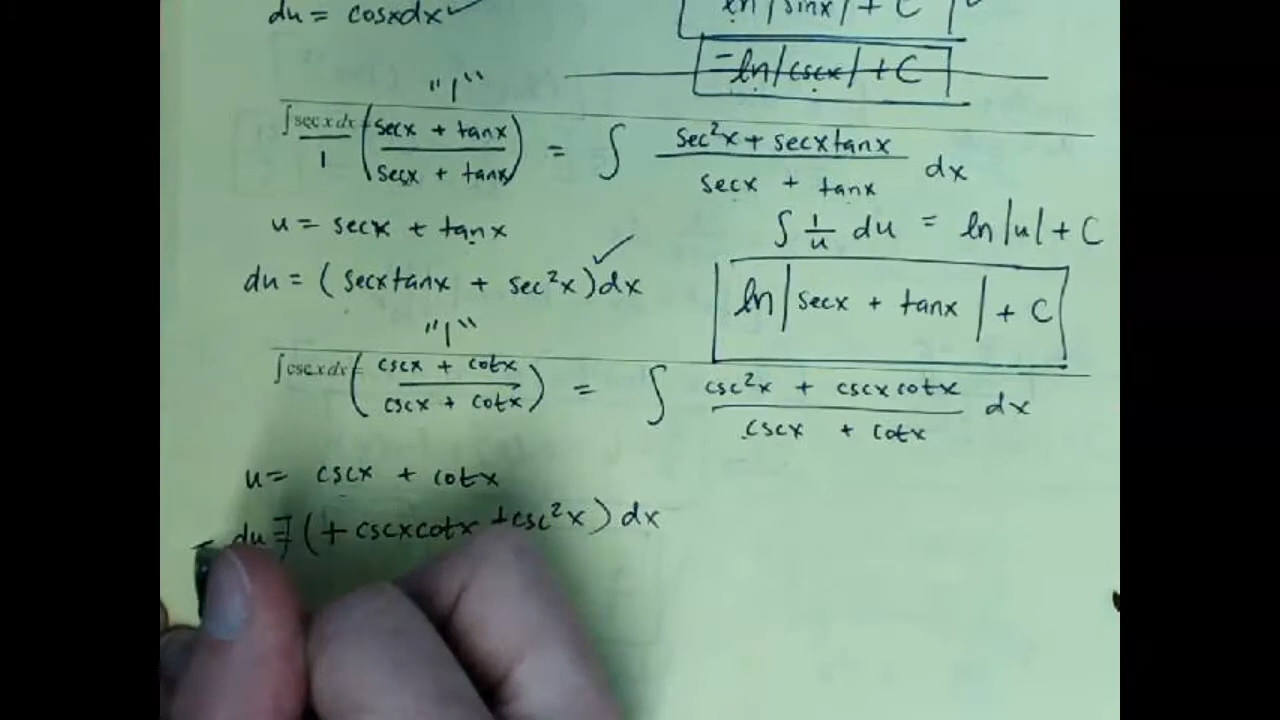 du = cosxdx ✓
ln|sinx| + C
= -ln|cscx| + C
"1"
∫sec x dx / 1 (secx + tanx / secx + tanx) = ∫ sec²x + secxtanx / secx + tanx dx
u = secx + tanx
∫ 1/u du = ln|u| + C
du = (secxtanx + sec²x)dx ✓
ln|secx + tanx| + C
"1"
∫csc x dx (cscx + cotx / cscx + cotx) = ∫ csc²x + cscxcotx / cscx + cotx dx
u = cscx + cotx
- du = (+ cscxcotx + csc²x) dx